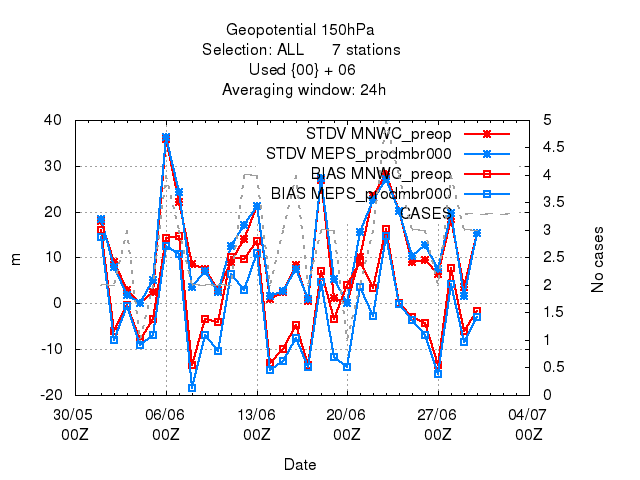 Geopotential 150hPa
Selection: ALL 7 stations
Used {00} + 06
Averaging window: 24h
40 5
STDV MNWC_preop
4.5
STDV MEPS_prodmbr000
30 4
BIAS MNWC_preop
BIAS MEPS_prodmbr000
3.5
20 CASES
3
m No cases
10 2.5
2
0
1.5
-10 1
0.5
-20 0
30/05 06/06 13/06 20/06 27/06 04/07
00Z 00Z 00Z 00Z 00Z 00Z
Date